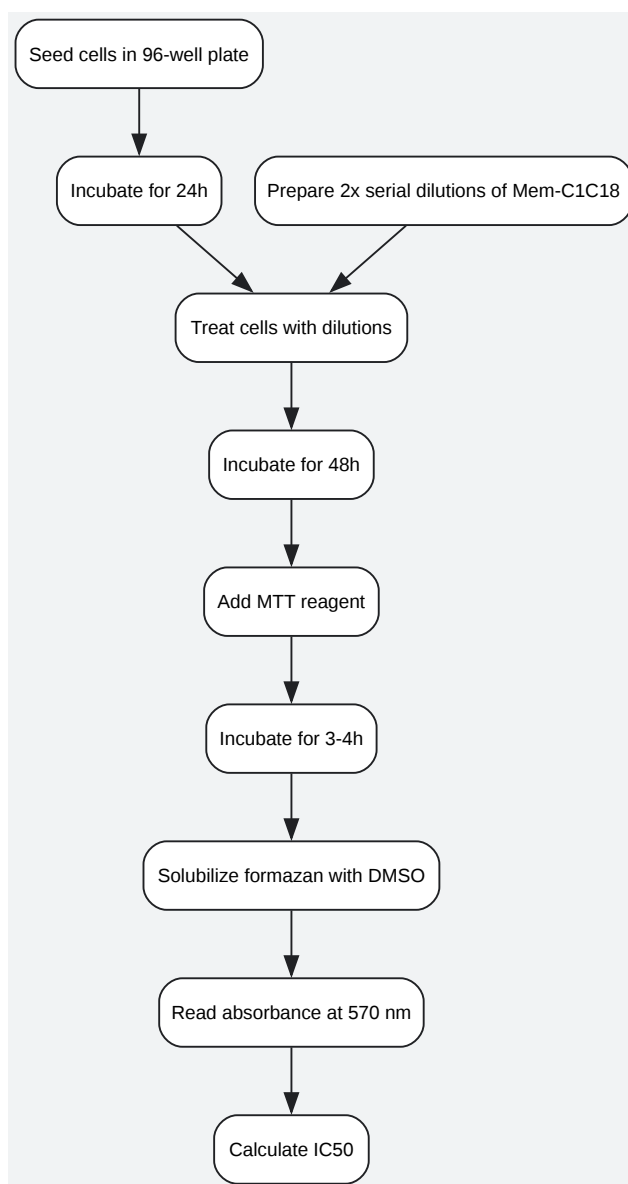 Seed cells in 96-well plate
Incubate for 24h
Prepare 2x serial dilutions of Mem-C1C18
Treat cells with dilutions
Incubate for 48h
Add MTT reagent
Incubate for 3-4h
Solubilize formazan with DMSO
Read absorbance at 570 nm
Calculate IC50